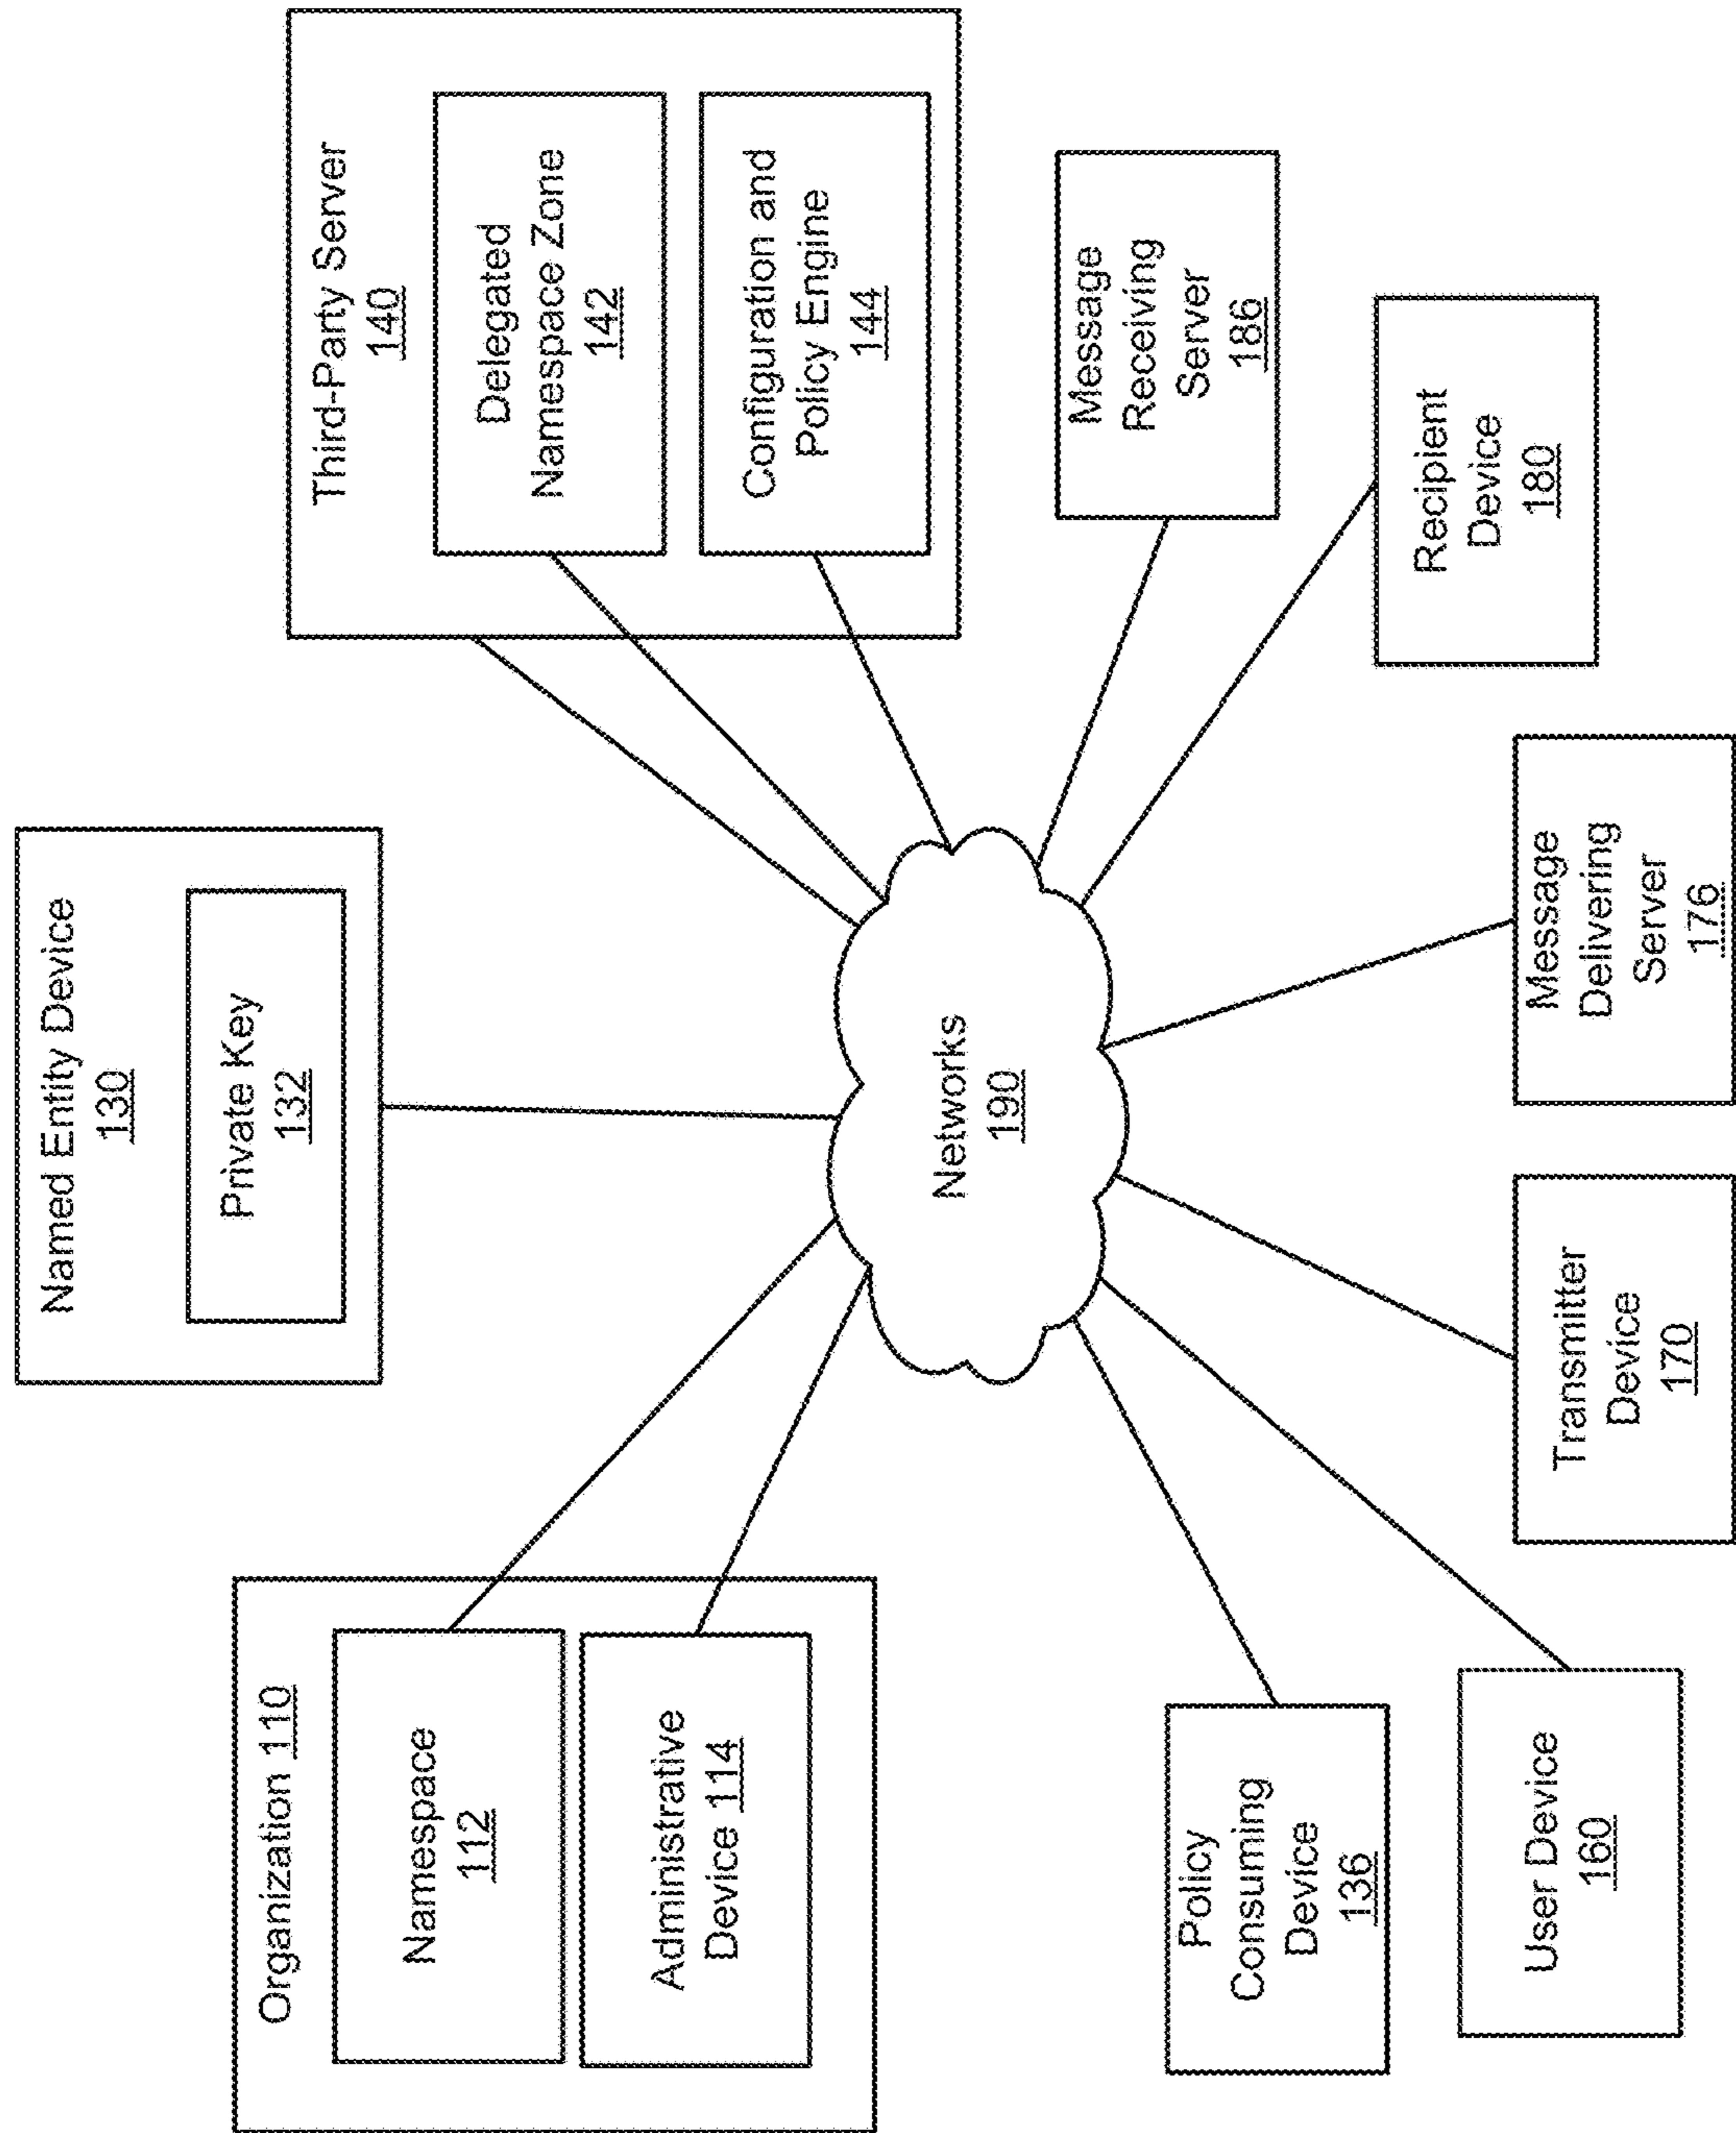 Organization 110
Namespace
112
Administrative
Device 114
Named Entity Device
130
Private Key
132
Third-Party Server
140
Delegated
Namespace Zone
142
Configuration and
Policy Engine
144
Networks
190
Policy
Consuming
Device
136
User Device
160
Transmitter
Device
170
Message
Delivering
Server
176
Message
Receiving
Server
186
Recipient
Device
180